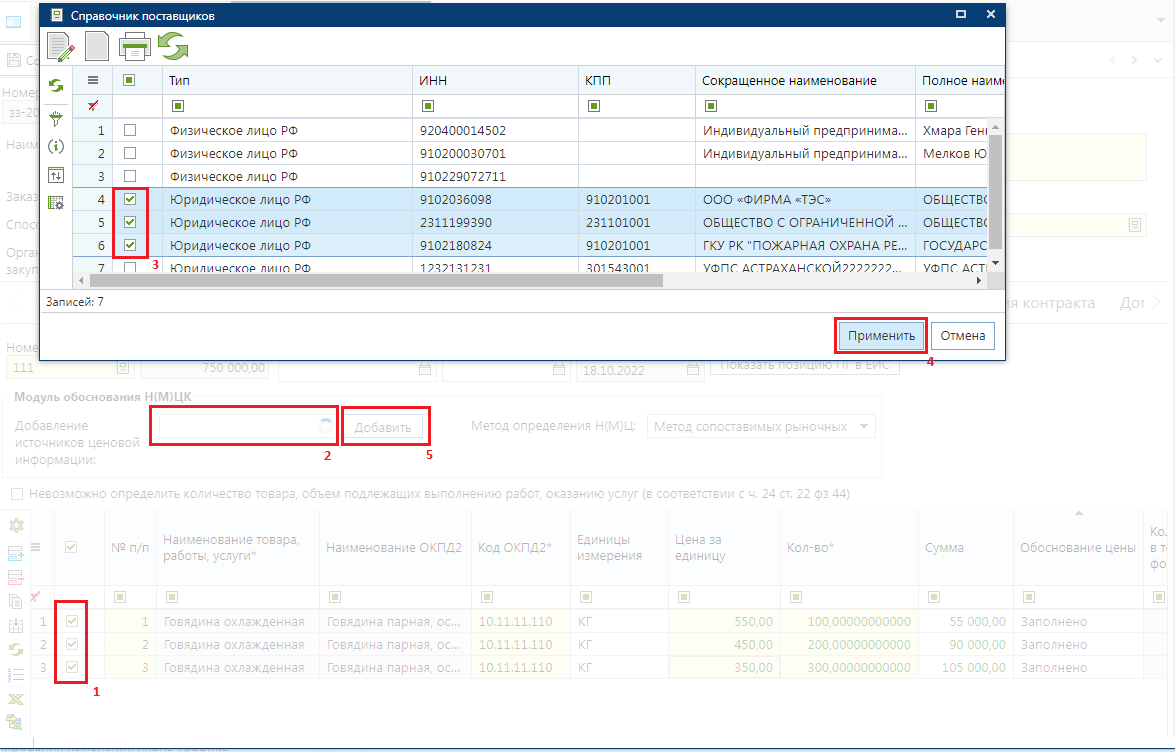 Справочник поставщиков
Тип ИНН КПП Сокращенное наименование Полное наиме
1 Физическое лицо РФ 920400014502 Индивидуальный предпринима... Хмара Ген
2 Физическое лицо РФ 910200030701 Индивидуальный предпринима... Мелков Ю
3 Физическое лицо РФ 910229072711
4 Юридическое лицо РФ 9102036098 910201001 ООО «ФИРМА «ТЭС» ОБЩЕСТВО
5 Юридическое лицо РФ 2311199390 231101001 ОБЩЕСТВО С ОГРАНИЧЕННОЙ ... ОБЩЕСТВО
6 Юридическое лицо РФ 9102180824 910201001 ГКУ РК "ПОЖАРНАЯ ОХРАНА РЕ... ГОСУДАРС
3
7 Юридическое лицо РФ 1232131231 301543001 УФПС АСТРАХАНСКОЙ2222222... УФПС АСТ
Записей: 7
Применить Отмена
4
Со
Номер
зз-20
Наим
Заказ
Спосо
Орган
закуп
я контракта Дог
Номе
111 750 000,00 18.10.2022 Показать позицию ПГ в ЕИС
Модуль обоснования Н(М)ЦК
Добавление
источников ценовой
информации:
2
Добавить
5
Метод определения Н(М)Ц: Метод сопоставимых рыночных
Невозможно определить количество товара, объем подлежащих выполнению работ, оказанию услуг (в соответствии с ч. 24 ст. 22 фз 44)
№ п/п Наименование товара, работы, услуги* Наименование ОКПД2 Код ОКПД2* Единицы измерения Цена за единицу Кол-во* Сумма Обоснование цены Кол в то фо
1 1 Говядина охлажденная Говядина парная, ос... 10.11.11.110 КГ 550,00 100,00000000000 55 000,00 Заполнено
2 2 Говядина охлажденная Говядина парная, ос... 10.11.11.110 КГ 450,00 200,00000000000 90 000,00 Заполнено
3 3 Говядина охлажденная Говядина парная, ос... 10.11.11.110 КГ 350,00 300,00000000000 105 000,00 Заполнено
1